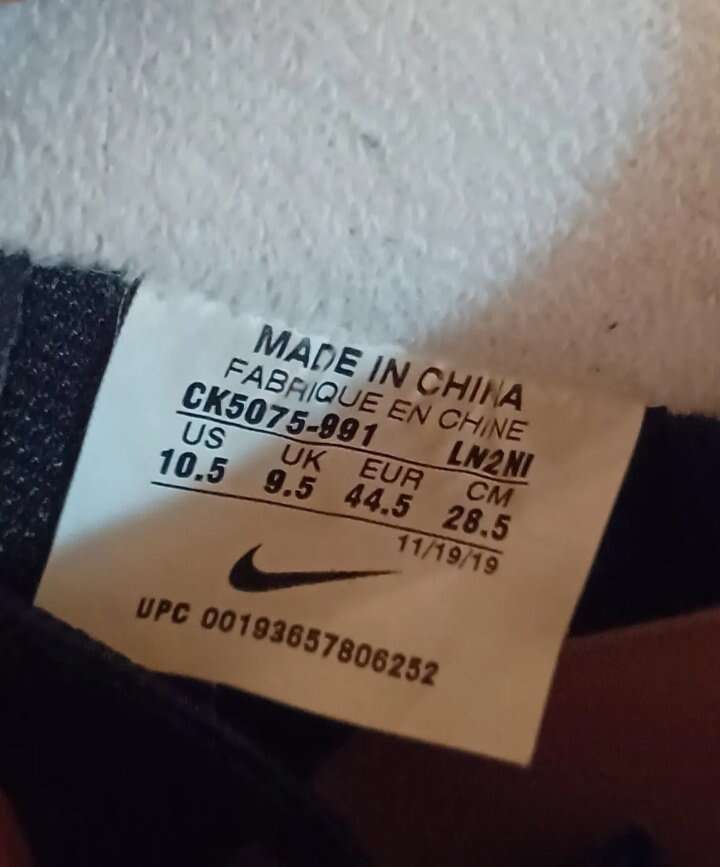 MADE IN CHINA
FABRIQUE EN CHINE
CK5075-991 LN2NI
US UK EUR CM
10.5 9.5 44.5 28.5
11/19/19
UPC 00193657806252